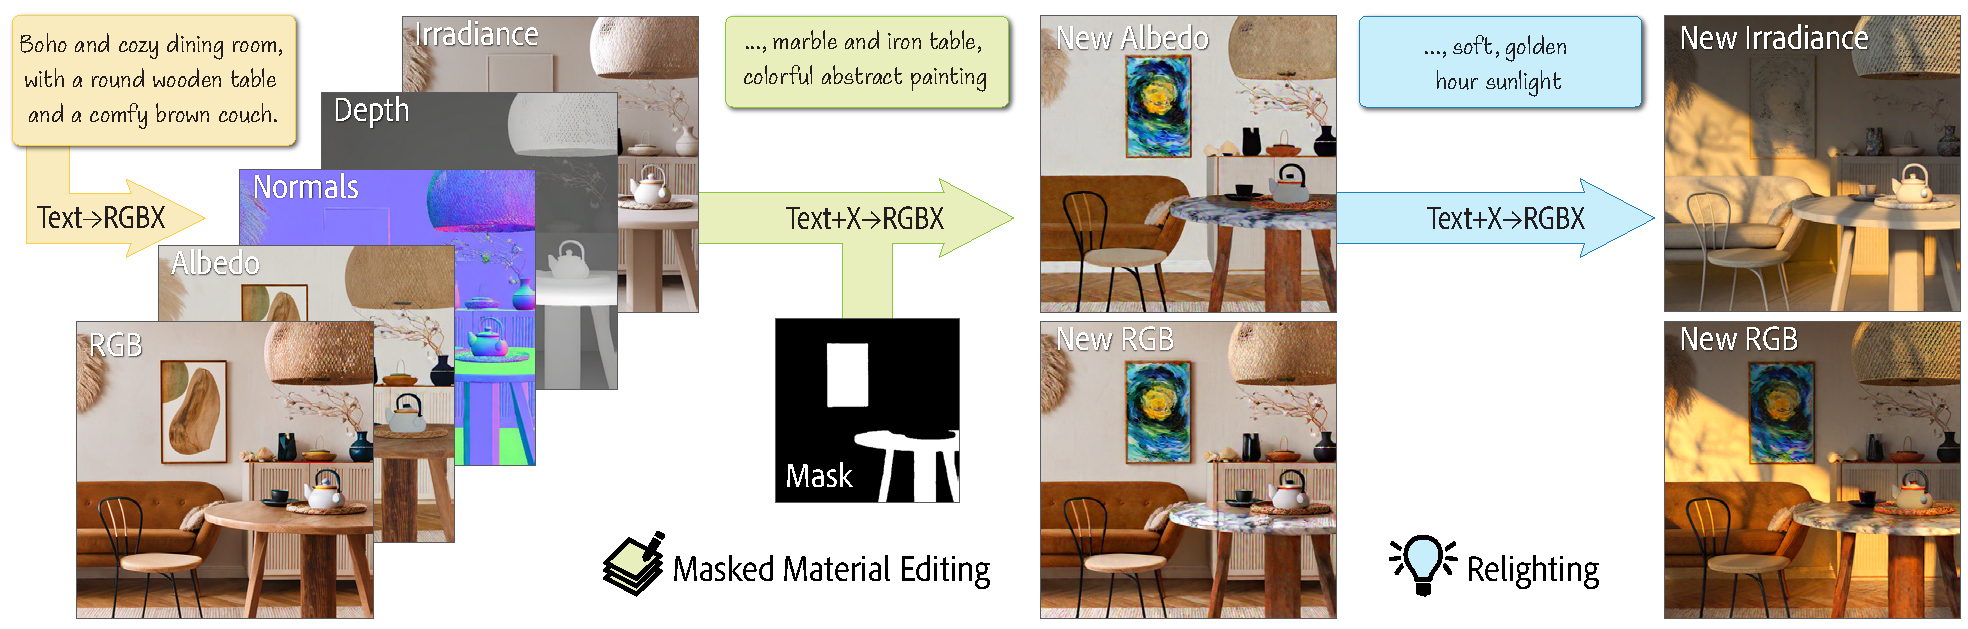 Boho and cozy dining room,
with a round wooden table
and a comfy brown couch.
Text→RGBX
Irradiance
Depth
Normals
Albedo
RGB
..., marble and iron table,
colorful abstract painting
Text+X→RGBX
Mask
Masked Material Editing
New Albedo
New RGB
..., soft, golden
hour sunlight
Text+X→RGBX
Relighting
New Irradiance
New RGB